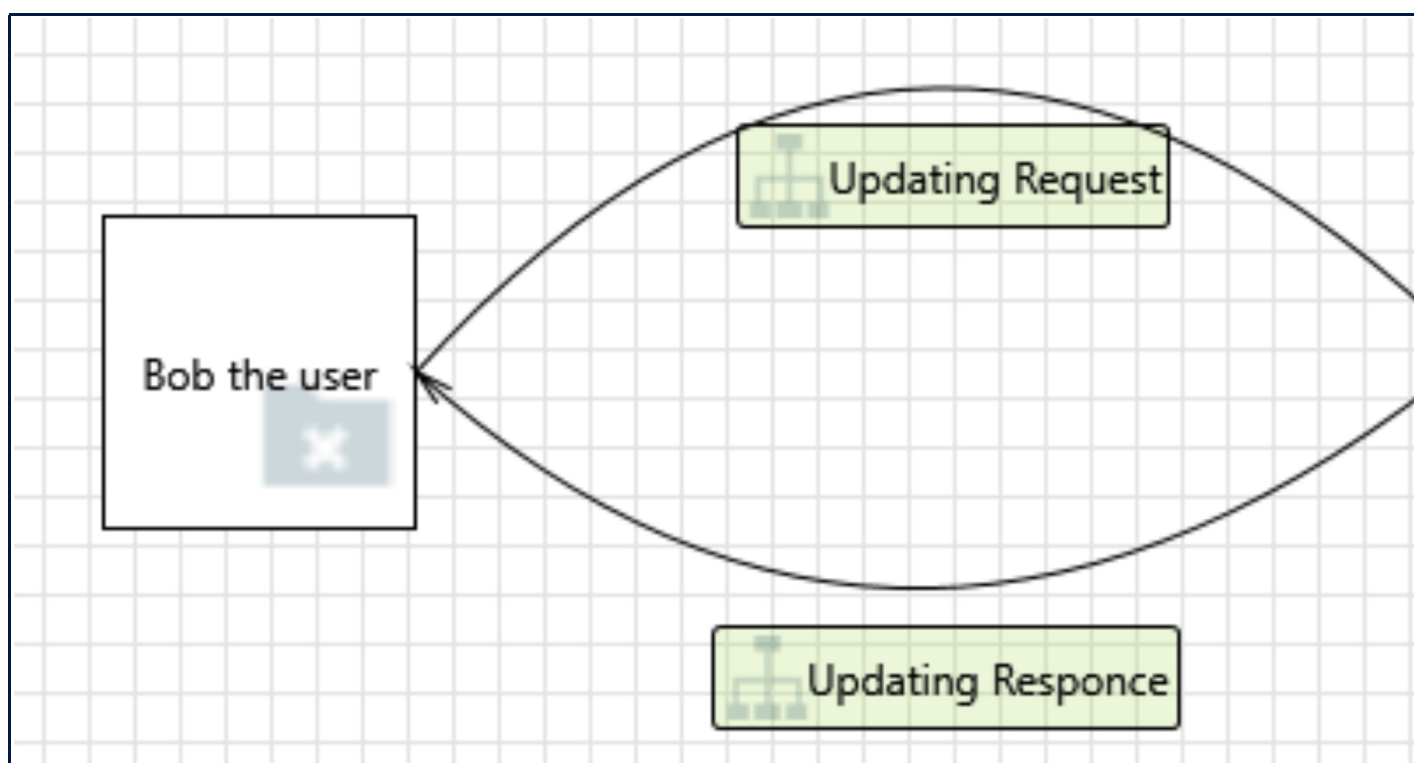 Updating Request
Bob the user
Updating Responce